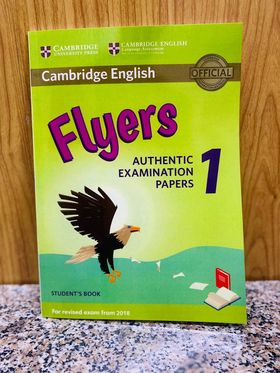 CAMBRIDGE
UNIVERSITY PRESS
CAMBRIDGE ENGLISH
Language Assessment
Cambridge English
OFFICIAL
Flyers
AUTHENTIC
EXAMINATION
PAPERS
1
STUDENT'S BOOK
For revised exam from 2018